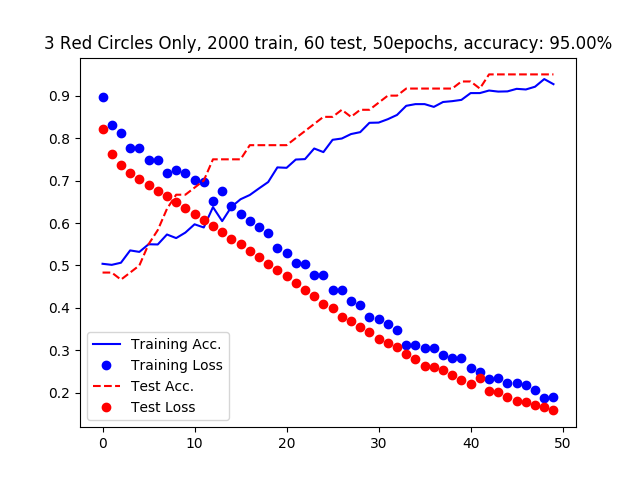 3 Red Circles Only, 2000 train, 60 test, 50epochs, accuracy: 95.00%
0.9
0.8
0.7
0.6
0.5
0.4
0.3
0.2
Training Acc.
Training Loss
Test Acc.
Test Loss
0 10 20 30 40 50